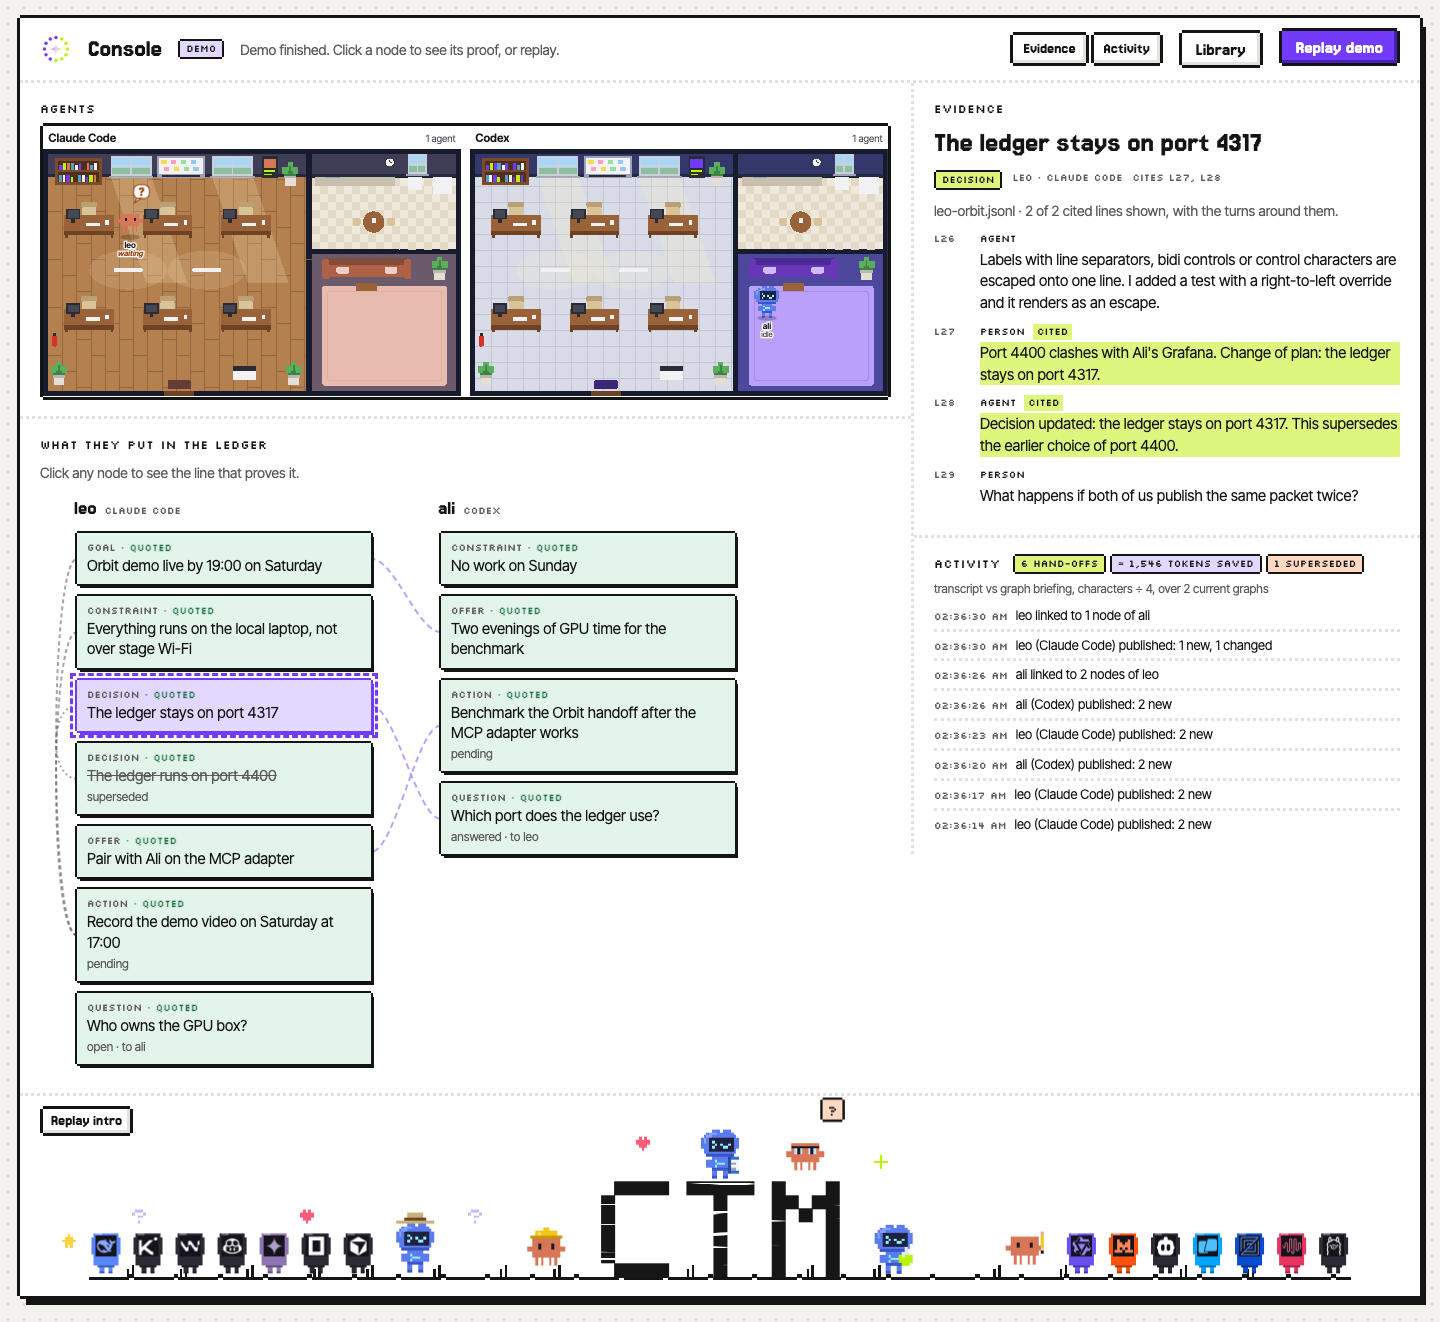 Console
DEMO
Demo finished. Click a node to see its proof, or replay.
Evidence
Activity
Library
Replay demo
AGENTS
Claude Code
1 agent
Codex
1 agent
?
leo
waiting
ali
idle
WHAT THEY PUT IN THE LEDGER
Click any node to see the line that proves it.
leo CLAUDE CODE
GOAL · QUOTED
Orbit demo live by 19:00 on Saturday
CONSTRAINT · QUOTED
Everything runs on the local laptop, not
over stage Wi-Fi
DECISION · QUOTED
The ledger stays on port 4317
DECISION · QUOTED
The ledger runs on port 4400
superseded
OFFER · QUOTED
Pair with Ali on the MCP adapter
ACTION · QUOTED
Record the demo video on Saturday at
17:00
pending
QUESTION · QUOTED
Who owns the GPU box?
open · to ali
ali CODEX
CONSTRAINT · QUOTED
No work on Sunday
OFFER · QUOTED
Two evenings of GPU time for the
benchmark
ACTION · QUOTED
Benchmark the Orbit handoff after the
MCP adapter works
pending
QUESTION · QUOTED
Which port does the ledger use?
answered · to leo
EVIDENCE
The ledger stays on port 4317
DECISION
LEO · CLAUDE CODE CITES L27, L28
leo-orbit.jsonl · 2 of 2 cited lines shown, with the turns around them.
L26 AGENT
Labels with line separators, bidi controls or control characters are
escaped onto one line. I added a test with a right-to-left override
and it renders as an escape.
L27 PERSON CITED
Port 4400 clashes with Ali's Grafana. Change of plan: the ledger
stays on port 4317.
L28 AGENT CITED
Decision updated: the ledger stays on port 4317. This supersedes
the earlier choice of port 4400.
L29 PERSON
What happens if both of us publish the same packet twice?
ACTIVITY
6 HAND-OFFS
≈ 1,546 TOKENS SAVED
1 SUPERSEDED
transcript vs graph briefing, characters ÷ 4, over 2 current graphs
02:36:30 AM leo linked to 1 node of ali
02:36:30 AM leo (Claude Code) published: 1 new, 1 changed
02:36:26 AM ali linked to 2 nodes of leo
02:36:26 AM ali (Codex) published: 2 new
02:36:23 AM leo (Claude Code) published: 2 new
02:36:20 AM ali (Codex) published: 2 new
02:36:17 AM leo (Claude Code) published: 2 new
02:36:14 AM leo (Claude Code) published: 2 new
Replay intro
?
CTM